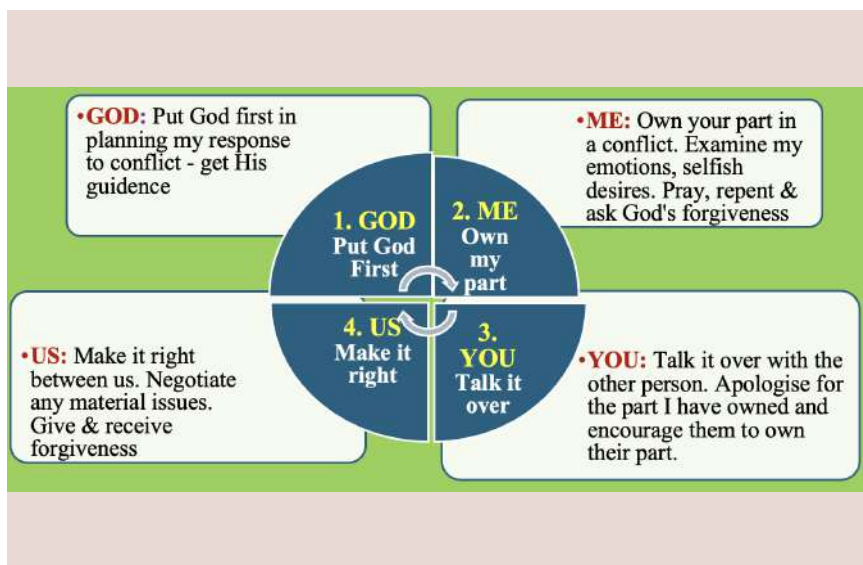 •GOD: Put God first in
planning my response
to conflict - get His
guidence
•ME: Own your part in
a conflict. Examine my
emotions, selfish
desires. Pray, repent &
ask God's forgiveness
1. GOD
Put God
First
2. ME
Own
my
part
3.
YOU
Talk it
over
4. US
Make it
right
•US: Make it right
between us. Negotiate
any material issues.
Give & receive
forgiveness
•YOU: Talk it over with the
other person. Apologise for
the part I have owned and
encourage them to own
their part.